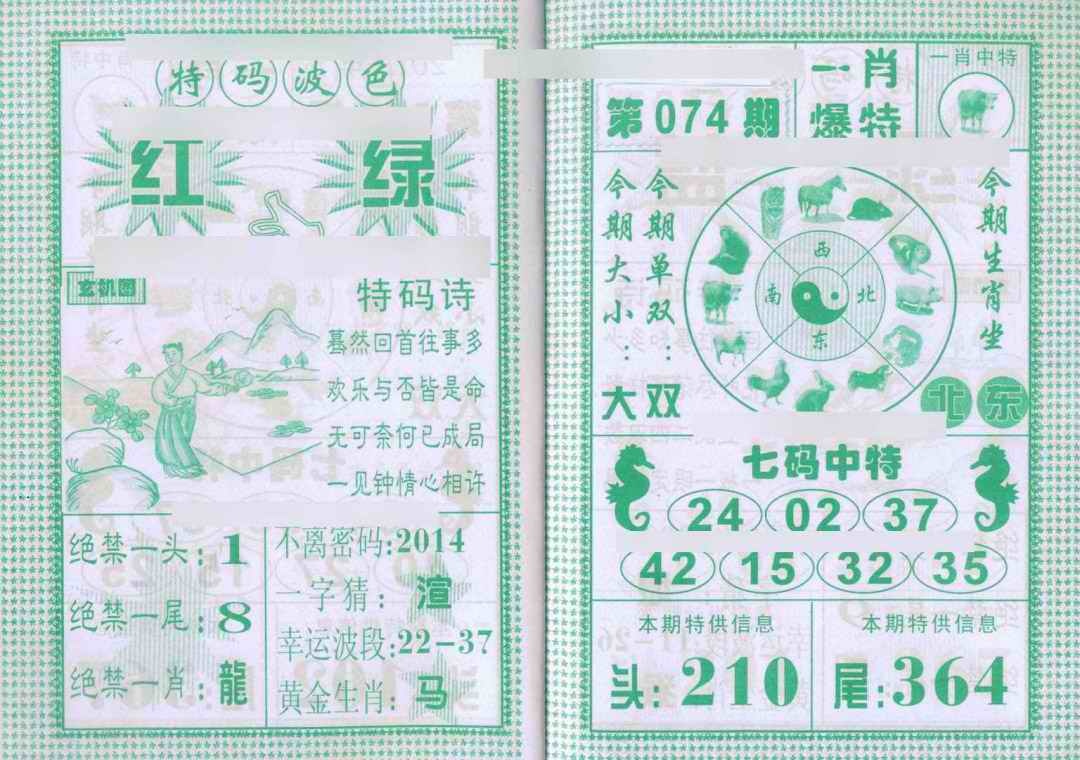 特码波色
红 绿
玄机图
特码诗
蓦然回首往事多
欢乐与否皆是命
无可奈何已成局
一见钟情心相许
绝禁一头:1
绝禁一尾:8
绝禁一肖:龍
不离密码:2014
一字猜:渲
幸运波段:22-37
黄金生肖:马
第074期
一肖
爆特
一肖中特
今期大小:大
今期单双:双
西
南 北
东
今期生肖坐
北东
七码中特
24 02 37
42 15 32 35
本期特供信息
头:210
本期特供信息
尾:364